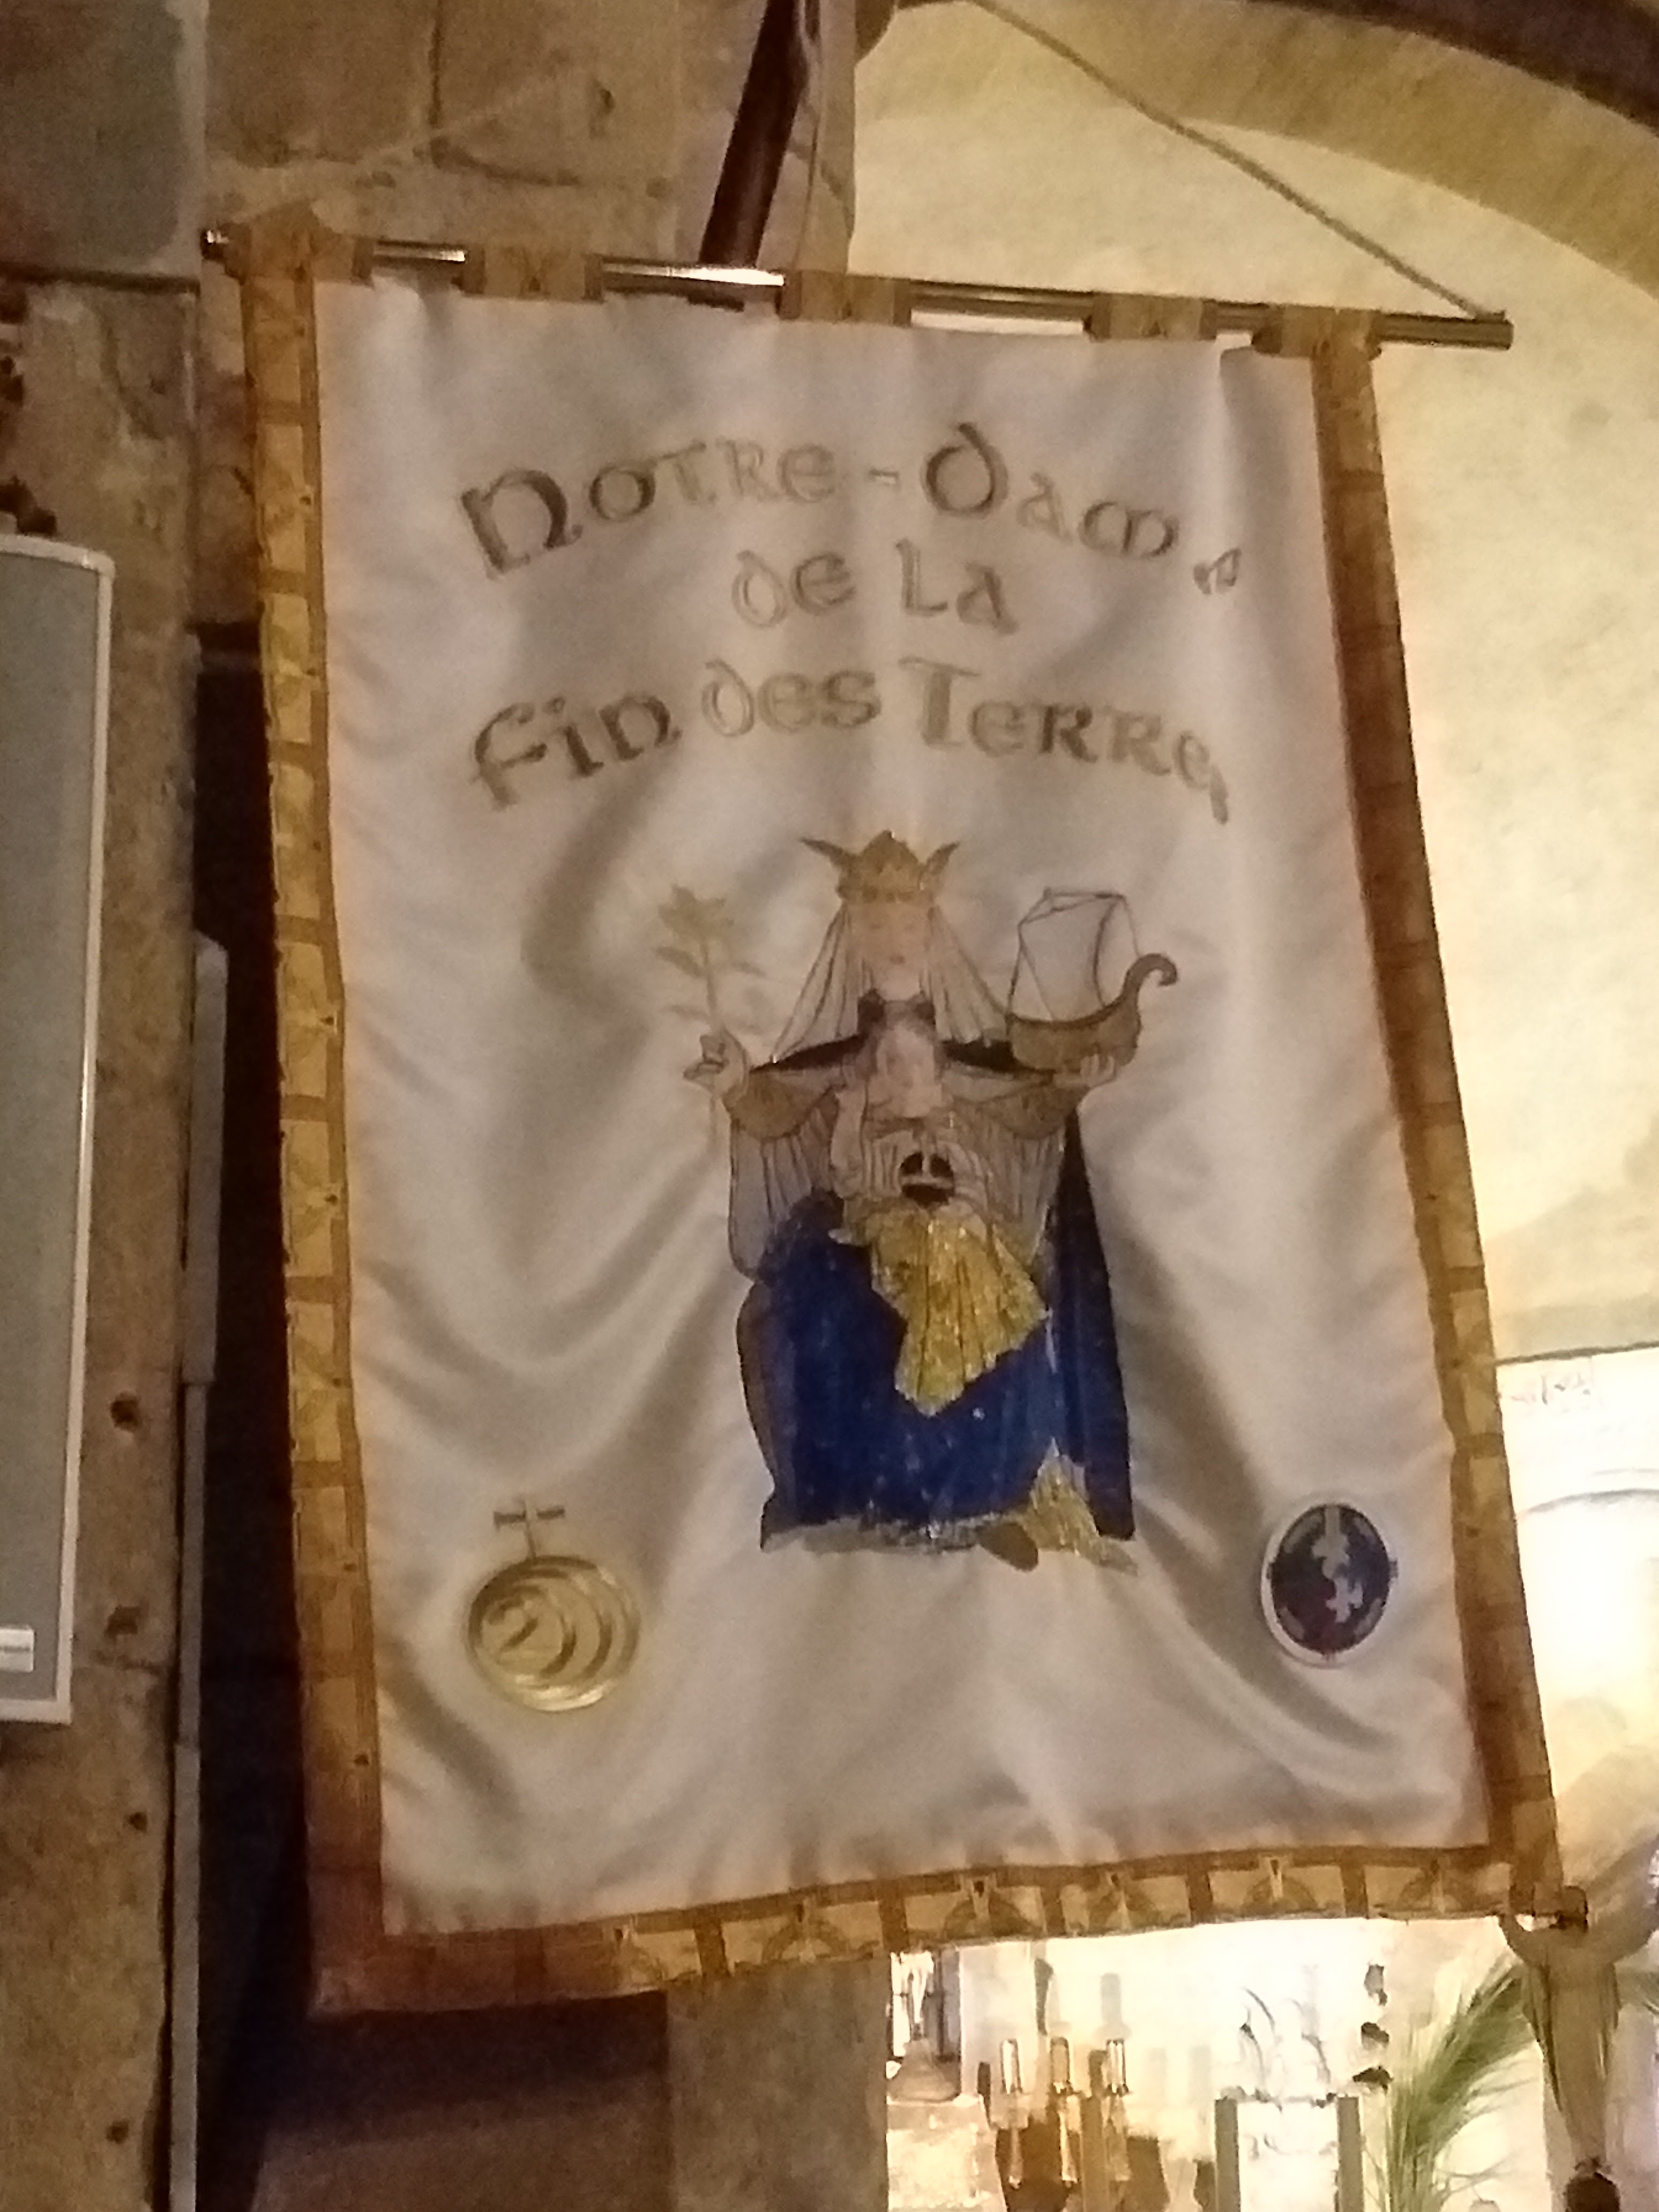 Notre-Dame
de la
Fin des Terres